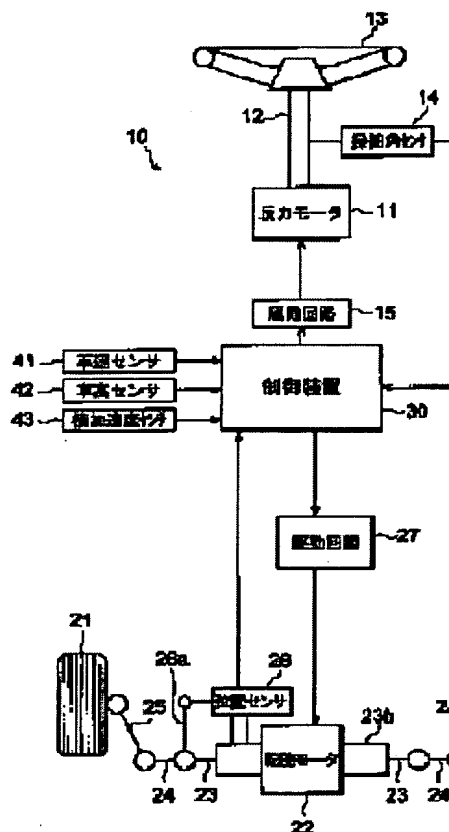 13
12
14
操舵角センサ
10
反力モータ
11
駆動回路
15
41
車速センサ
42
車高センサ
43
横加速度センサ
制御装置
30
駆動回路
27
21
26a
26
位置センサ
25
23b
転舵モータ
24
23
22
23
24